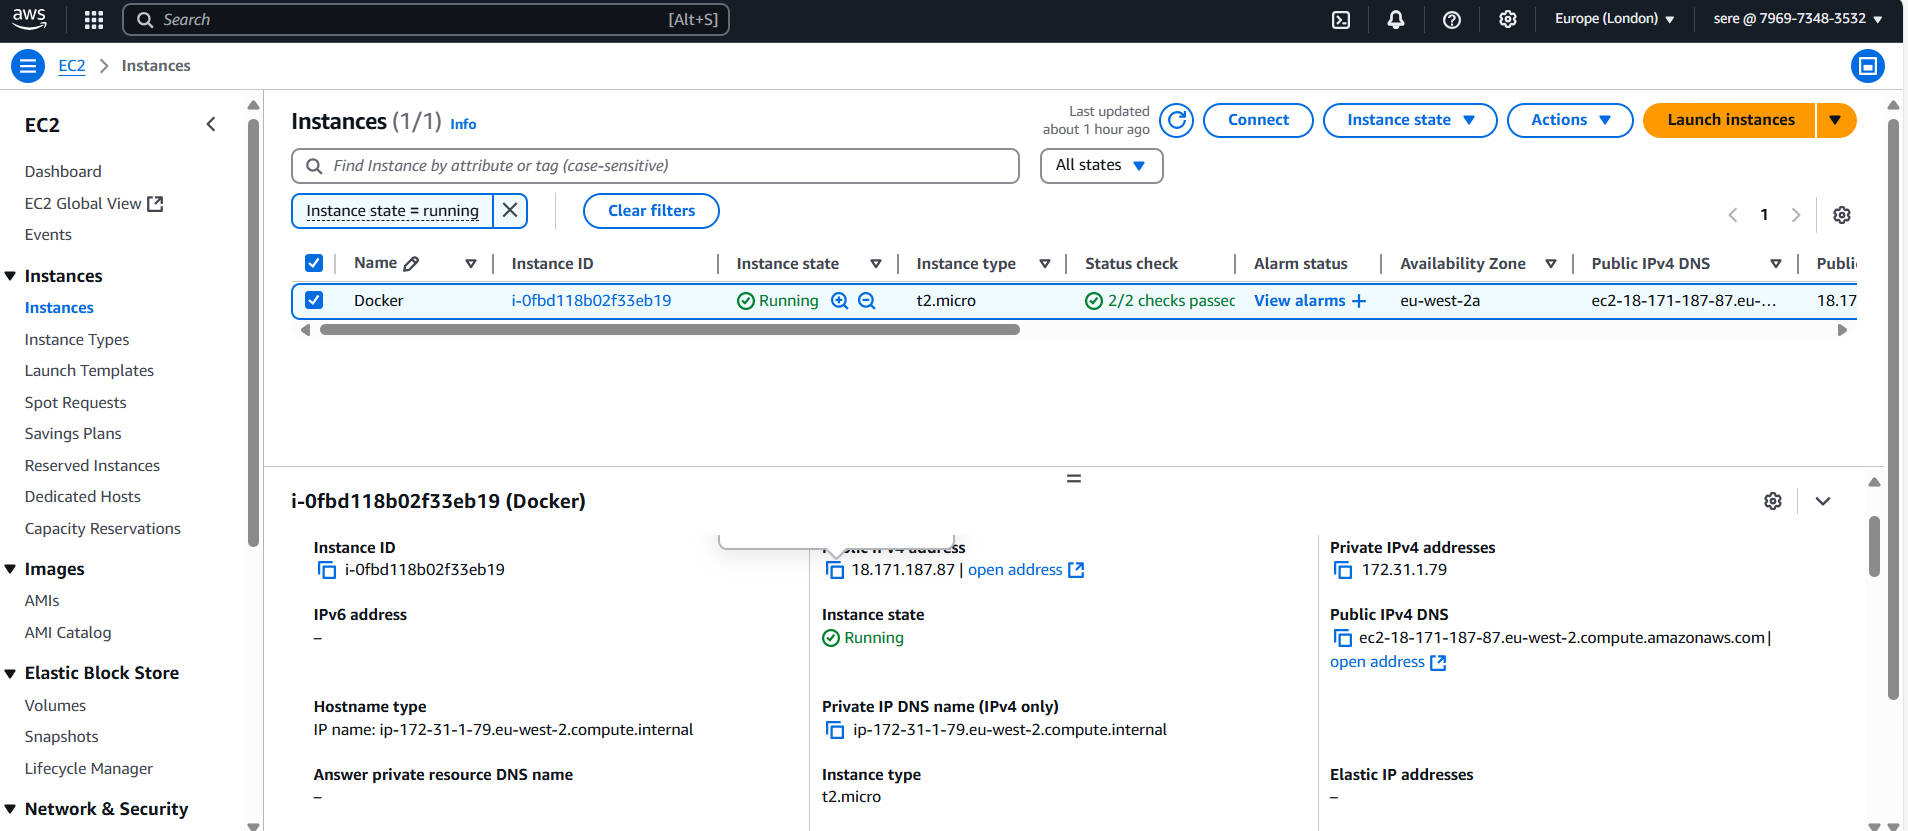 aws
Search [Alt+S]
Europe (London)
sere @ 7969-7348-3532
EC2 > Instances
EC2
Dashboard
EC2 Global View
Events
Instances
Instances
Instance Types
Launch Templates
Spot Requests
Savings Plans
Reserved Instances
Dedicated Hosts
Capacity Reservations
Images
AMIs
AMI Catalog
Elastic Block Store
Volumes
Snapshots
Lifecycle Manager
Network & Security
Instances (1/1) Info
Last updated
about 1 hour ago
Connect
Instance state
Actions
Launch instances
Find Instance by attribute or tag (case-sensitive)
All states
Instance state = running
Clear filters
1
Name Instance ID Instance state Instance type Status check Alarm status Availability Zone Public IPv4 DNS Publi
Docker i-0fbd118b02f33eb19 Running t2.micro 2/2 checks passec View alarms + eu-west-2a ec2-18-171-187-87.eu-... 18.17
i-0fbd118b02f33eb19 (Docker)
Instance ID
i-0fbd118b02f33eb19
Public IPv4 address
18.171.187.87 | open address
Private IPv4 addresses
172.31.1.79
IPv6 address
–
Instance state
Running
Public IPv4 DNS
ec2-18-171-187-87.eu-west-2.compute.amazonaws.com |
open address
Hostname type
IP name: ip-172-31-1-79.eu-west-2.compute.internal
Private IP DNS name (IPv4 only)
ip-172-31-1-79.eu-west-2.compute.internal
Answer private resource DNS name
–
Instance type
t2.micro
Elastic IP addresses
–